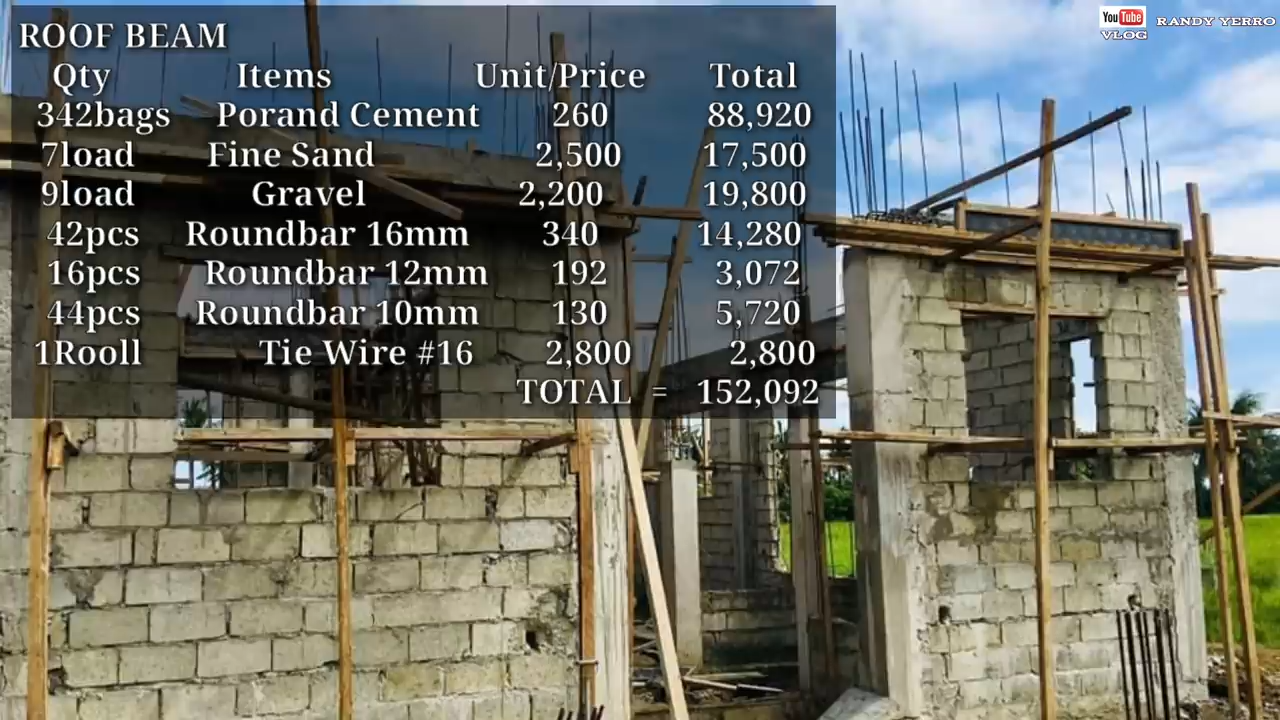 ROOF BEAM
Qty Items Unit/Price Total
342bags Porand Cement 260 88,920
7load Fine Sand 2,500 17,500
9load Gravel 2,200 19,800
42pcs Roundbar 16mm 340 14,280
16pcs Roundbar 12mm 192 3,072
44pcs Roundbar 10mm 130 5,720
1Rooll Tie Wire #16 2,800 2,800
TOTAL = 152,092
YouTube RANDY YERRO
VLOG